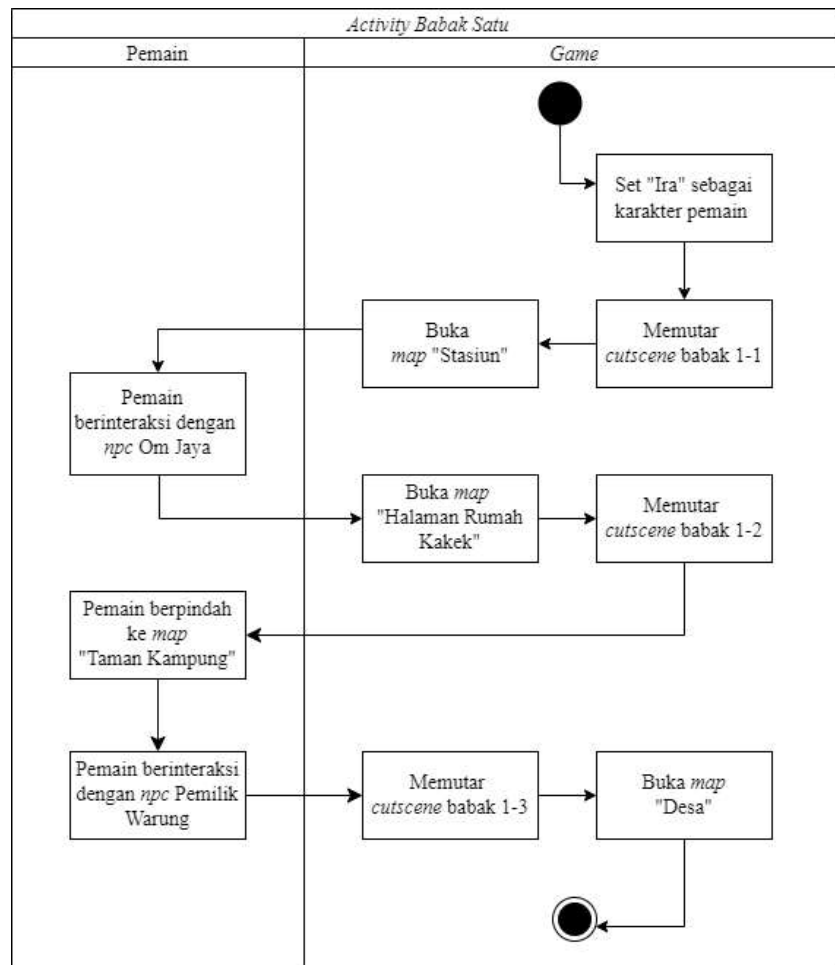 Activity Babak Satu
Pemain
Game
Set "Ira" sebagai
karakter pemain
Memutar
cutscene babak 1-1
Buka
map "Stasiun"
Pemain
berinteraksi dengan
npc Om Jaya
Buka map
"Halaman Rumah
Kakek"
Memutar
cutscene babak 1-2
Pemain berpindah
ke map
"Taman Kampung"
Pemain berinteraksi
dengan npc Pemilik
Warung
Memutar
cutscene babak 1-3
Buka map
"Desa"